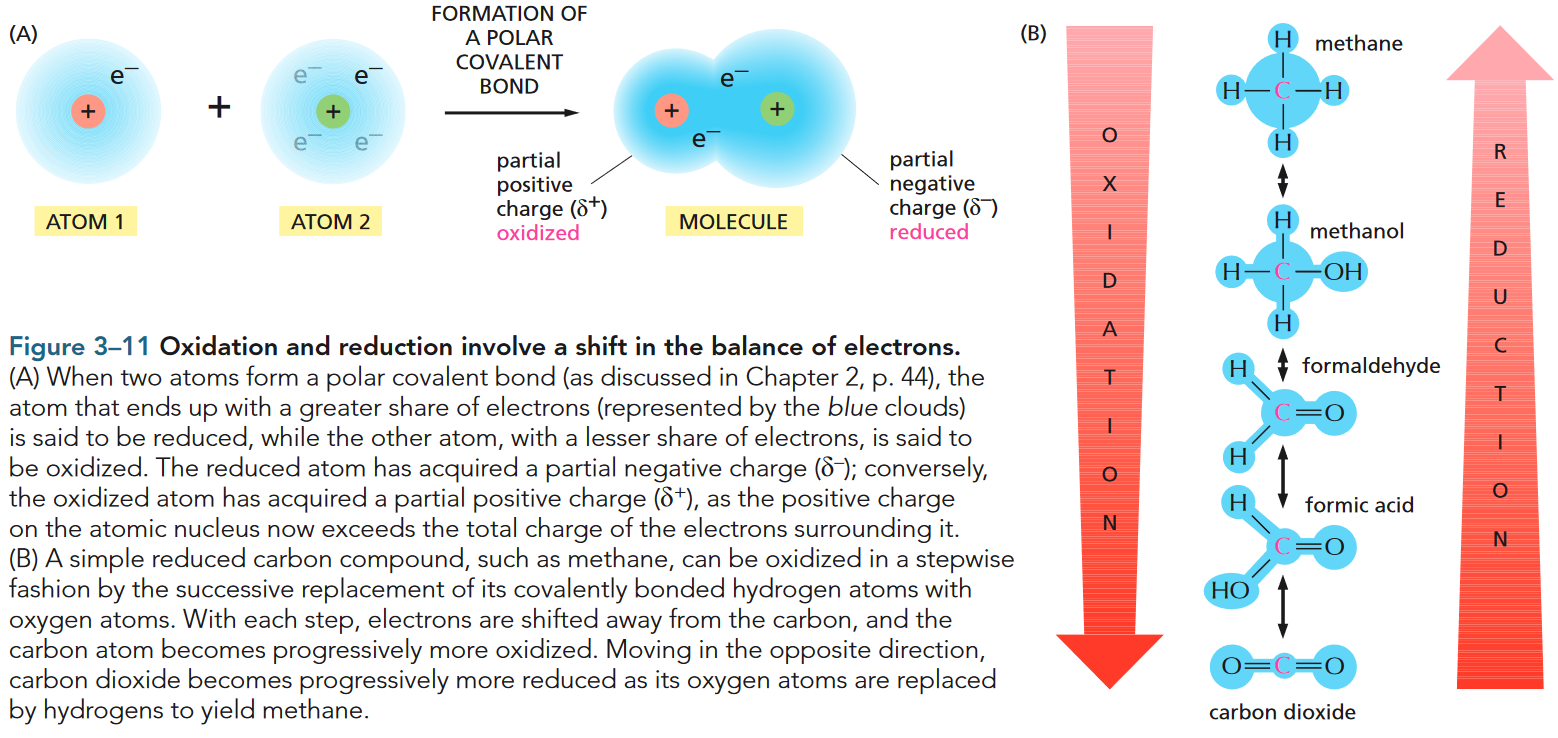 (A)
FORMATION OF
A POLAR
COVALENT
BOND
e⁻
+
+
e⁻ e⁻
+
e⁻ e⁻
e⁻
+ +
e⁻
partial
positive
charge (δ⁺)
oxidized
partial
negative
charge (δ⁻)
reduced
ATOM 1
ATOM 2
MOLECULE
Figure 3–11 Oxidation and reduction involve a shift in the balance of electrons.
(A) When two atoms form a polar covalent bond (as discussed in Chapter 2, p. 44), the
atom that ends up with a greater share of electrons (represented by the blue clouds)
is said to be reduced, while the other atom, with a lesser share of electrons, is said to
be oxidized. The reduced atom has acquired a partial negative charge (δ⁻); conversely,
the oxidized atom has acquired a partial positive charge (δ⁺), as the positive charge
on the atomic nucleus now exceeds the total charge of the electrons surrounding it.
(B) A simple reduced carbon compound, such as methane, can be oxidized in a stepwise
fashion by the successive replacement of its covalently bonded hydrogen atoms with
oxygen atoms. With each step, electrons are shifted away from the carbon, and the
carbon atom becomes progressively more oxidized. Moving in the opposite direction,
carbon dioxide becomes progressively more reduced as its oxygen atoms are replaced
by hydrogens to yield methane.
(B)
OXIDATION
H
methane
H–C–H
H
H
methanol
H–C–OH
H
H
formaldehyde
C=O
H
H
formic acid
C=O
HO
O=C=O
carbon dioxide
REDUCTION